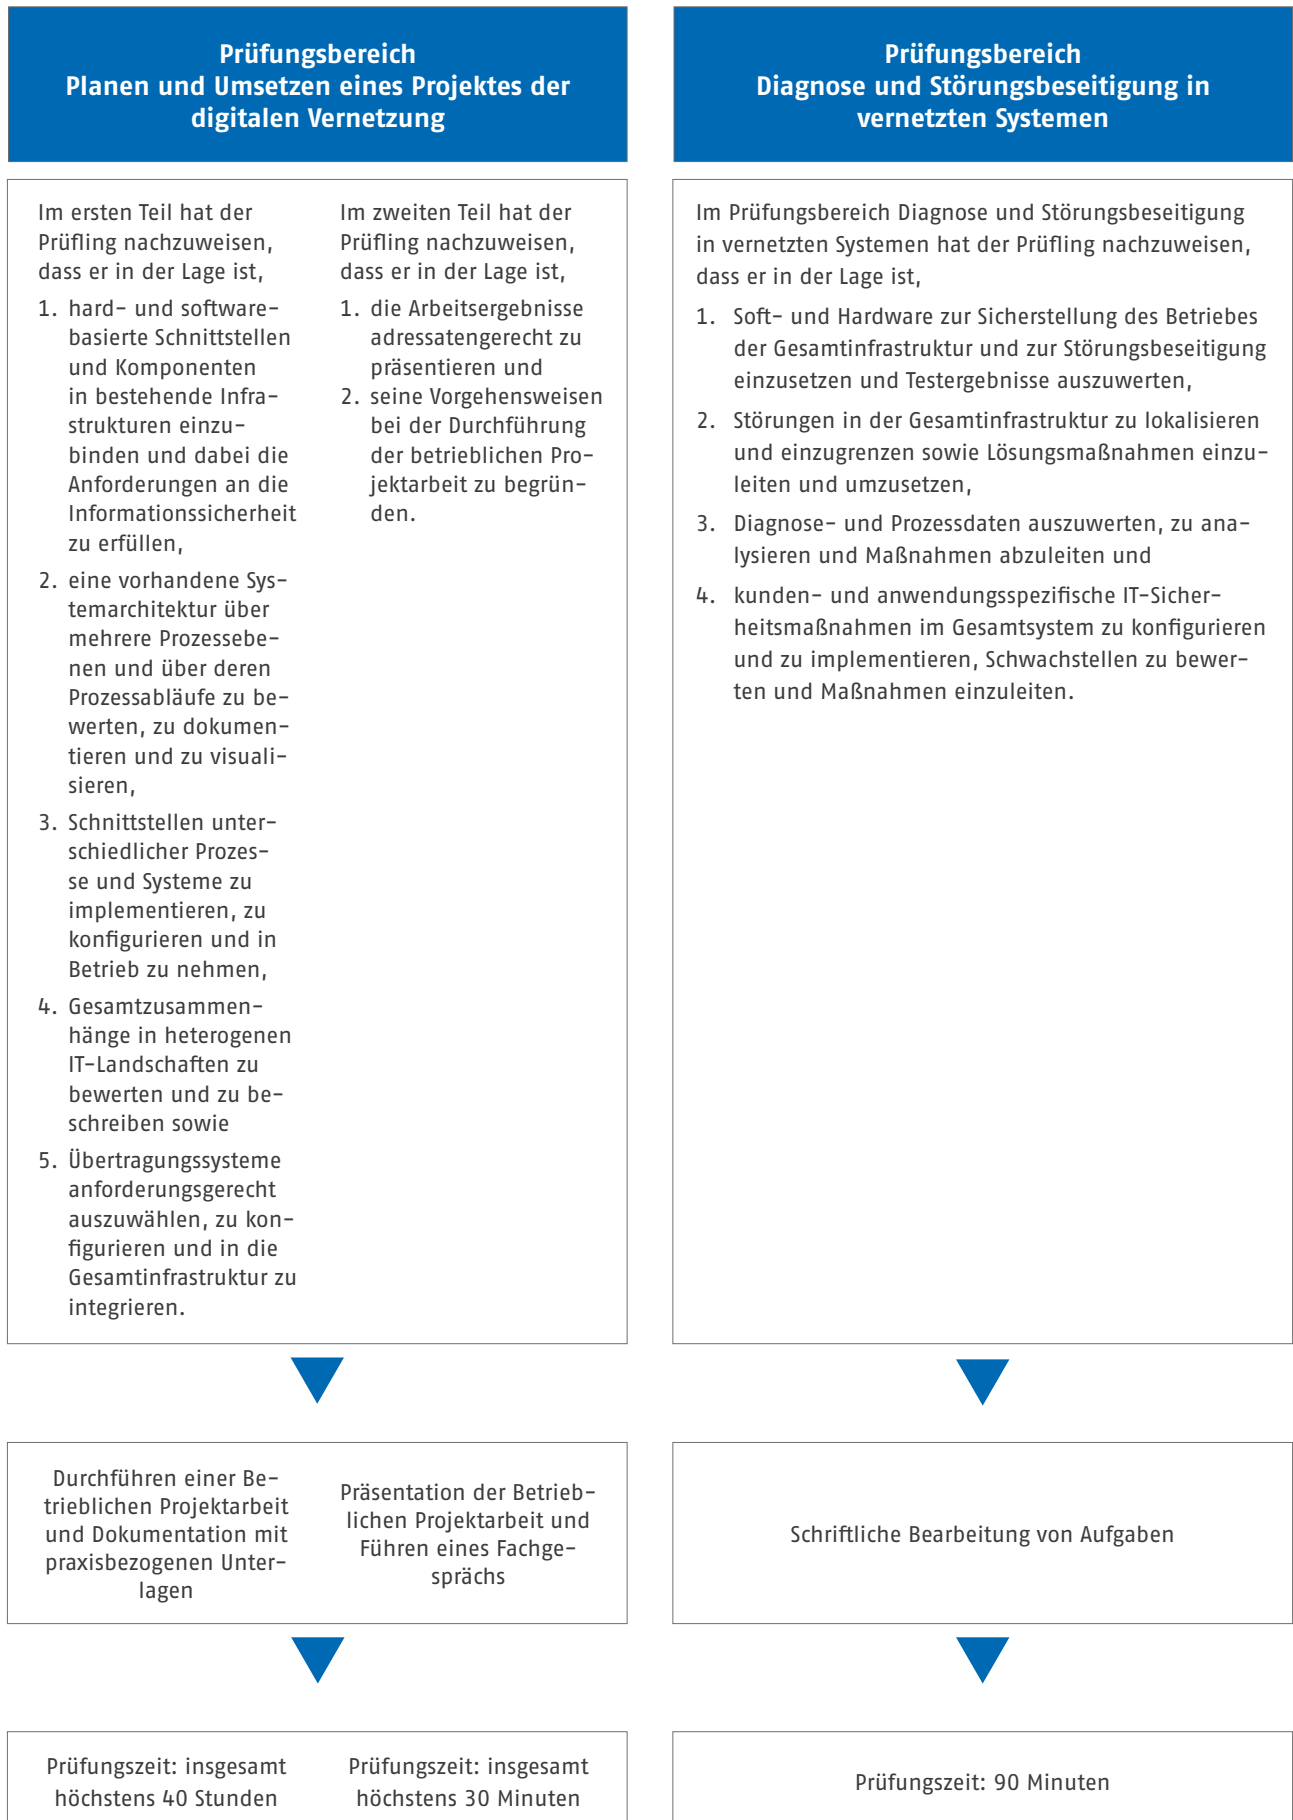 Prüfungsbereich
Planen und Umsetzen eines Projektes der
digitalen Vernetzung
Im ersten Teil hat der
Prüfling nachzuweisen,
dass er in der Lage ist,
1. hard- und software-
basierte Schnittstellen
und Komponenten
in bestehende Infra-
strukturen einzu-
binden und dabei die
Anforderungen an die
Informationssicherheit
zu erfüllen,
2. eine vorhandene Sys-
temarchitektur über
mehrere Prozessebe-
nen und über deren
Prozessabläufe zu be-
werten, zu dokumen-
tieren und zu visuali-
sieren,
3. Schnittstellen unter-
schiedlicher Prozes-
se und Systeme zu
implementieren, zu
konfigurieren und in
Betrieb zu nehmen,
4. Gesamtzusammen-
hänge in heterogenen
IT-Landschaften zu
bewerten und zu be-
schreiben sowie
5. Übertragungssysteme
anforderungsgerecht
auszuwählen, zu kon-
figurieren und in die
Gesamtinfrastruktur zu
integrieren.
Im zweiten Teil hat der
Prüfling nachzuweisen,
dass er in der Lage ist,
1. die Arbeitsergebnisse
adressatengerecht zu
präsentieren und
2. seine Vorgehensweisen
bei der Durchführung
der betrieblichen Pro-
jektarbeit zu begrün-
den.
Durchführen einer Be-
trieblichen Projektarbeit
und Dokumentation mit
praxisbezogenen Unter-
lagen
Präsentation der Betrieb-
lichen Projektarbeit und
Führen eines Fachge-
sprächs
Prüfungszeit: insgesamt
höchstens 40 Stunden
Prüfungszeit: insgesamt
höchstens 30 Minuten
Prüfungsbereich
Diagnose und Störungsbeseitigung in
vernetzten Systemen
Im Prüfungsbereich Diagnose und Störungsbeseitigung
in vernetzten Systemen hat der Prüfling nachzuweisen,
dass er in der Lage ist,
1. Soft- und Hardware zur Sicherstellung des Betriebes
der Gesamtinfrastruktur und zur Störungsbeseitigung
einzusetzen und Testergebnisse auszuwerten,
2. Störungen in der Gesamtinfrastruktur zu lokalisieren
und einzugrenzen sowie Lösungsmaßnahmen einzu-
leiten und umzusetzen,
3. Diagnose- und Prozessdaten auszuwerten, zu ana-
lysieren und Maßnahmen abzuleiten und
4. kunden- und anwendungsspezifische IT-Sicher-
heitsmaßnahmen im Gesamtsystem zu konfigurieren
und zu implementieren, Schwachstellen zu bewer-
ten und Maßnahmen einzuleiten.
Schriftliche Bearbeitung von Aufgaben
Prüfungszeit: 90 Minuten